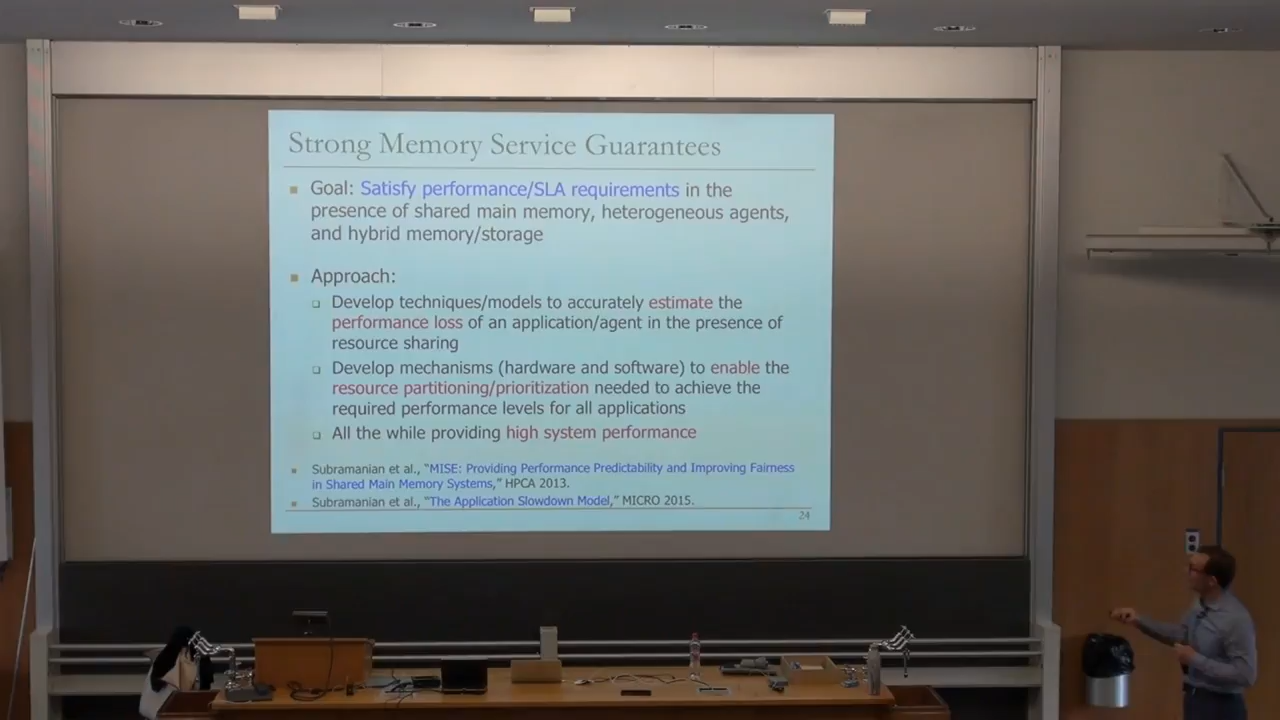 Strong Memory Service Guarantees
Goal: Satisfy performance/SLA requirements in the
presence of shared main memory, heterogeneous agents,
and hybrid memory/storage
Approach:
Develop techniques/models to accurately estimate the
performance loss of an application/agent in the presence of
resource sharing
Develop mechanisms (hardware and software) to enable the
resource partitioning/prioritization needed to achieve the
required performance levels for all applications
All the while providing high system performance
Subramanian et al., “MISE: Providing Performance Predictability and Improving Fairness
in Shared Main Memory Systems,” HPCA 2013.
Subramanian et al., “The Application Slowdown Model,” MICRO 2015.
24